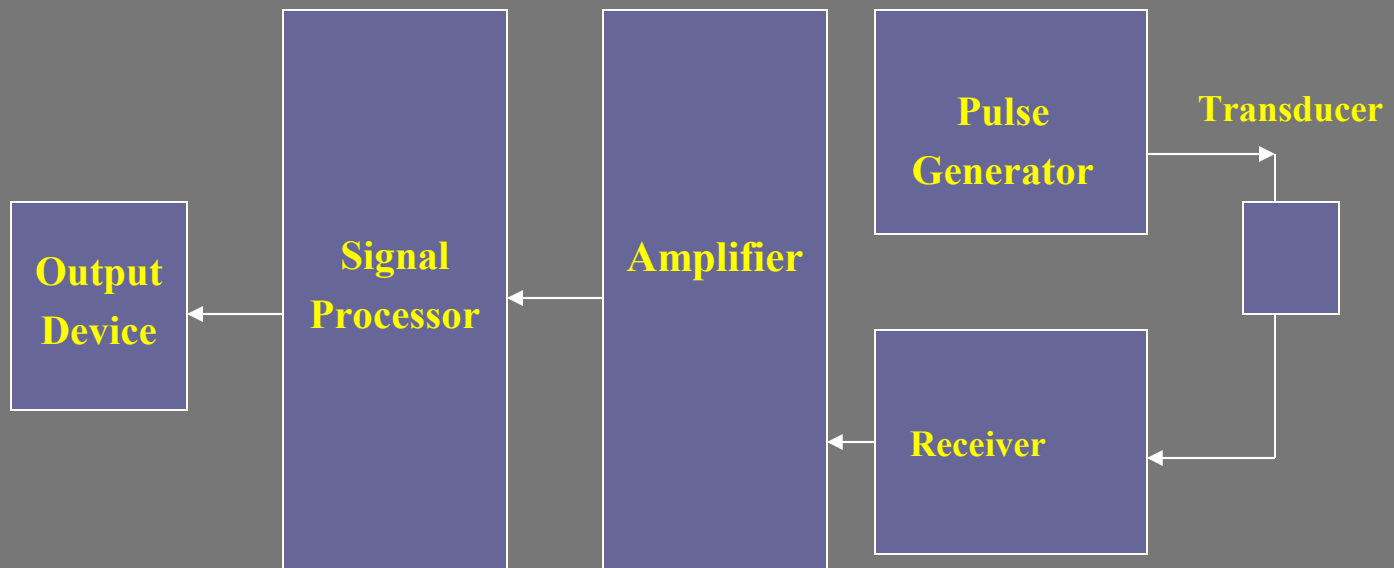 Pulse
Generator
Transducer
Output
Device
Signal
Processor
Amplifier
Receiver